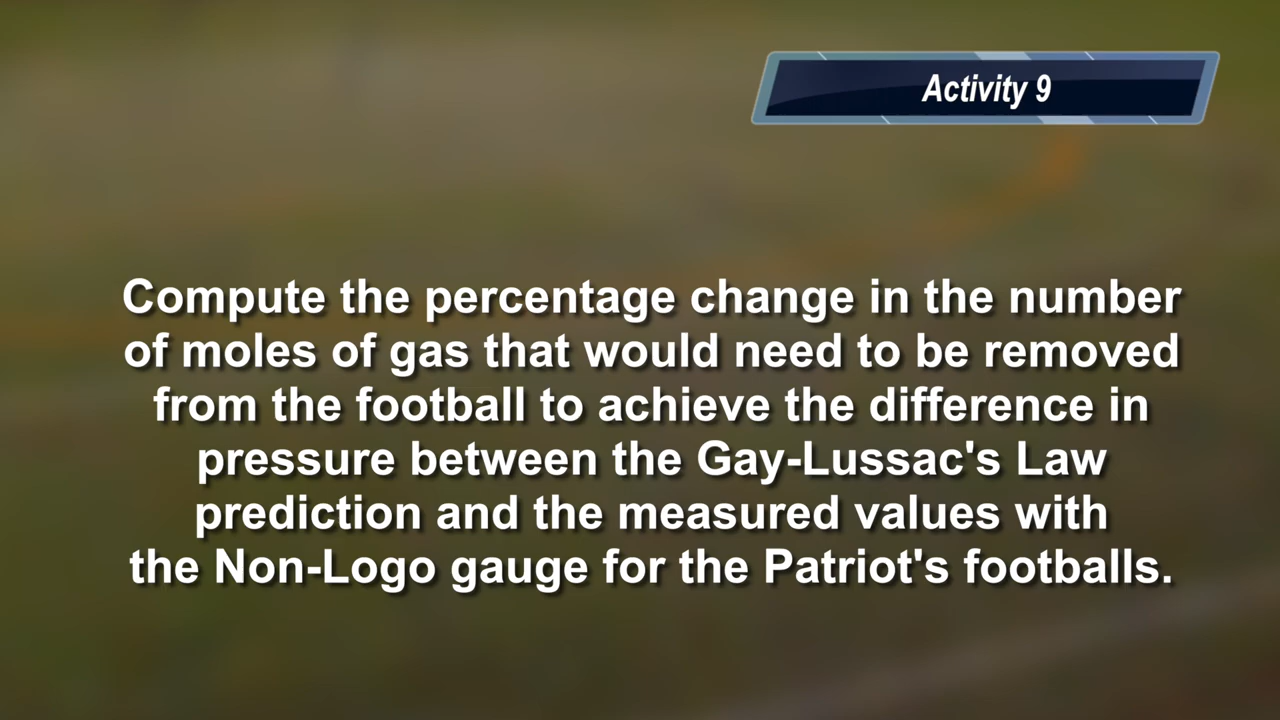 Activity 9
Compute the percentage change in the number
of moles of gas that would need to be removed
from the football to achieve the difference in
pressure between the Gay-Lussac's Law
prediction and the measured values with
the Non-Logo gauge for the Patriot's footballs.